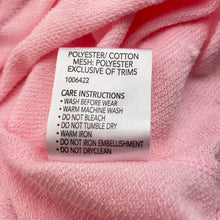 POLYESTER/ COTTON
MESH: POLYESTER
EXCLUSIVE OF TRIMS
1006422
CARE INSTRUCTIONS
• WASH BEFORE WEAR
• WARM MACHINE WASH
• DO NOT BLEACH
• DO NOT TUMBLE DRY
• WARM IRON
• DO NOT IRON EMBELLISHMENT
• DO NOT DRYCLEAN